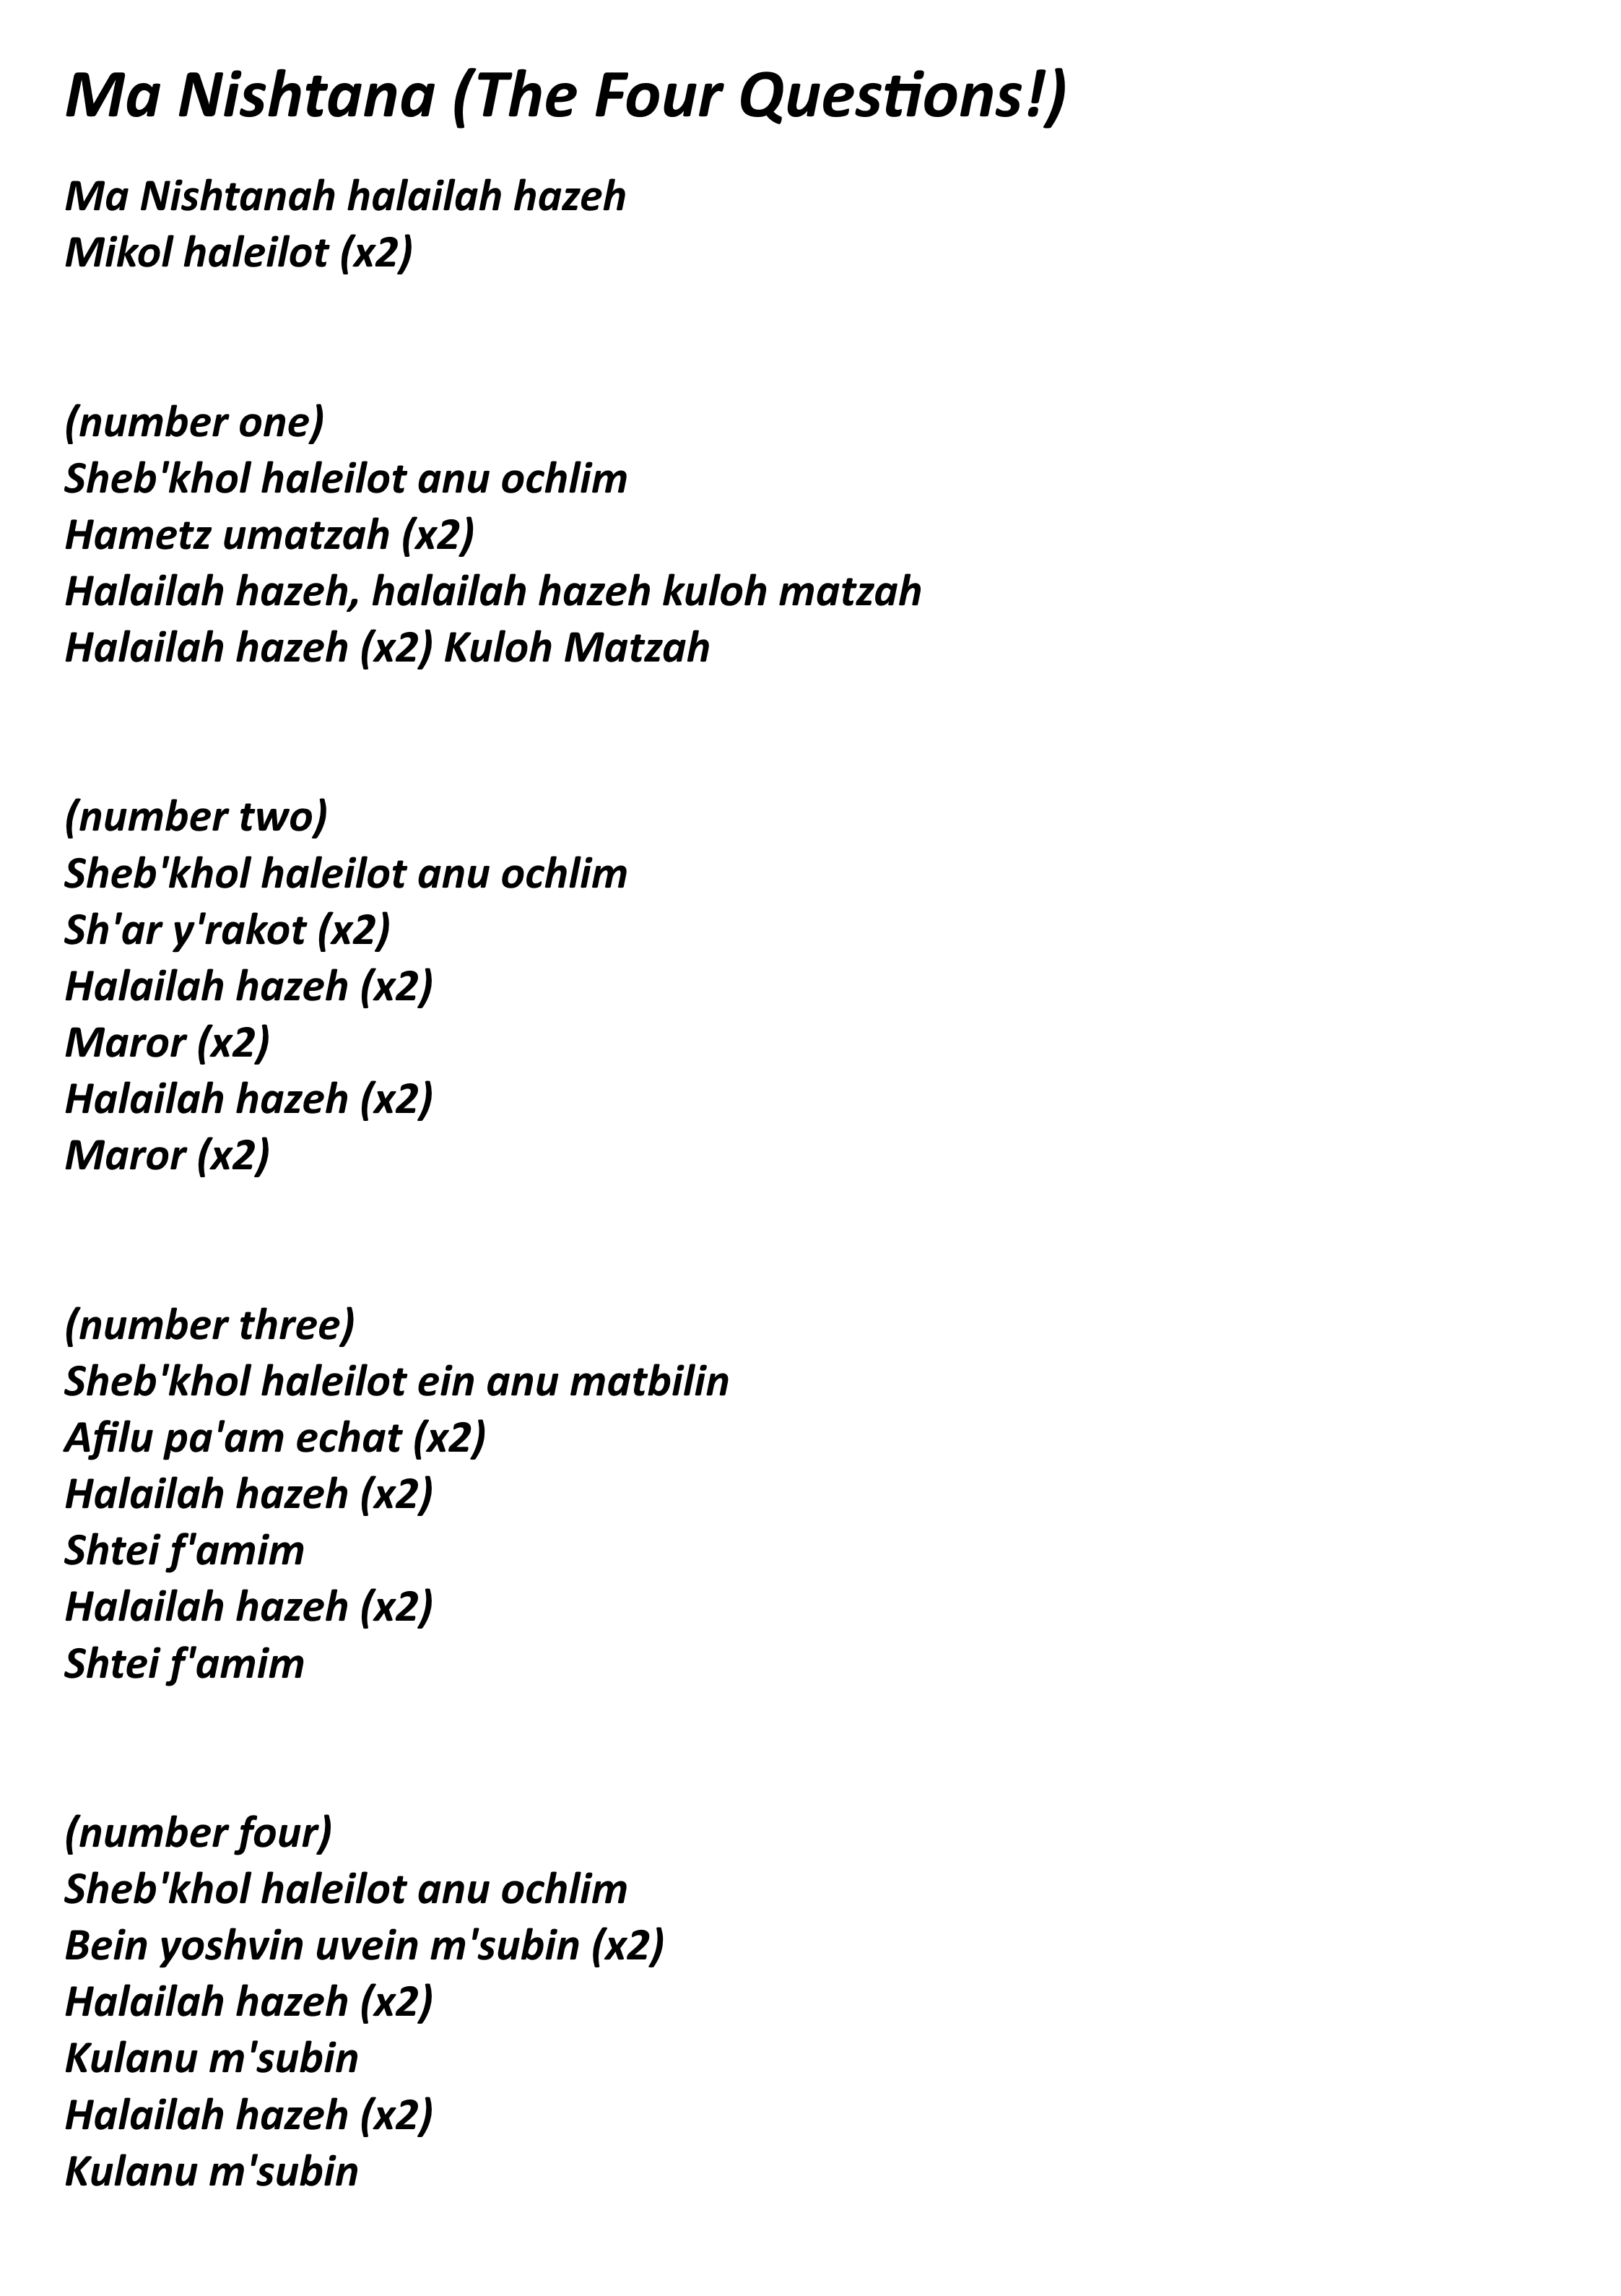 Ma Nishtana (The Four Questions!)
Ma Nishtanah halailah hazeh
Mikol haleilot (x2)
(number one)
Sheb'khol haleilot anu ochlim
Hametz umatzah (x2)
Halailah hazeh, halailah hazeh kuloh matzah
Halailah hazeh (x2) Kuloh Matzah
(number two)
Sheb'khol haleilot anu ochlim
Sh'ar y'rakot (x2)
Halailah hazeh (x2)
Maror (x2)
Halailah hazeh (x2)
Maror (x2)
(number three)
Sheb'khol haleilot ein anu matbilin
Afilu pa'am echat (x2)
Halailah hazeh (x2)
Shtei f'amim
Halailah hazeh (x2)
Shtei f'amim
(number four)
Sheb'khol haleilot anu ochlim
Bein yoshvin uvein m'subin (x2)
Halailah hazeh (x2)
Kulanu m'subin
Halailah hazeh (x2)
Kulanu m'subin